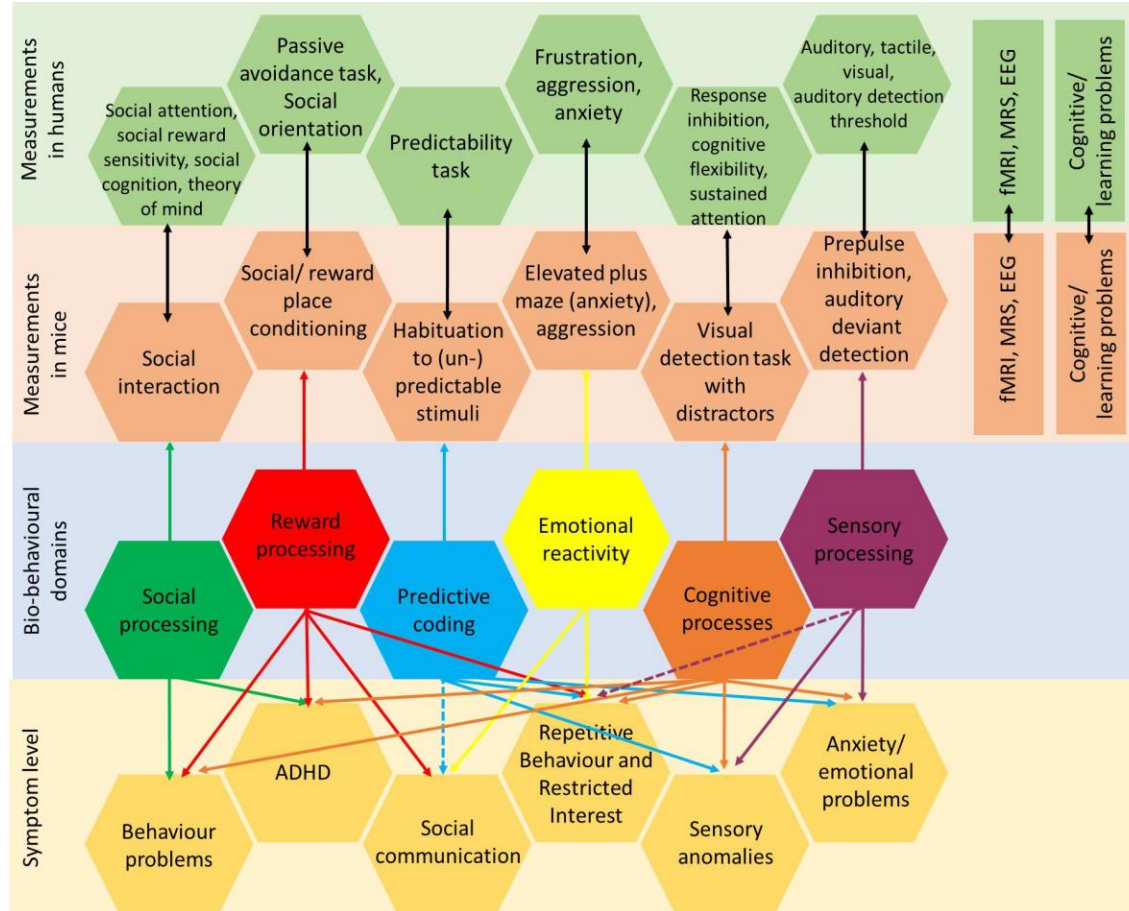 Measurements
in humans
Social attention,
social reward
sensitivity, social
cognition, theory
of mind
Passive
avoidance task,
Social
orientation
Predictability
task
Frustration,
aggression,
anxiety
Response
inhibition,
cognitive
flexibility,
sustained
attention
Auditory, tactile,
visual,
auditory detection
threshold
fMRI, MRS, EEG
Cognitive/
learning problems
Measurements
in mice
Social
interaction
Social/ reward
place
conditioning
Habituation
to (un-)
predictable
stimuli
Elevated plus
maze (anxiety),
aggression
Visual
detection task
with
distractors
Prepulse
inhibition,
auditory
deviant
detection
fMRI, MRS, EEG
Cognitive/
learning problems
Bio-behavioural
domains
Social
processing
Reward
processing
Predictive
coding
Emotional
reactivity
Cognitive
processes
Sensory
processing
Symptom level
Behaviour
problems
ADHD
Social
communication
Repetitive
Behaviour and
Restricted
Interest
Sensory
anomalies
Anxiety/
emotional
problems